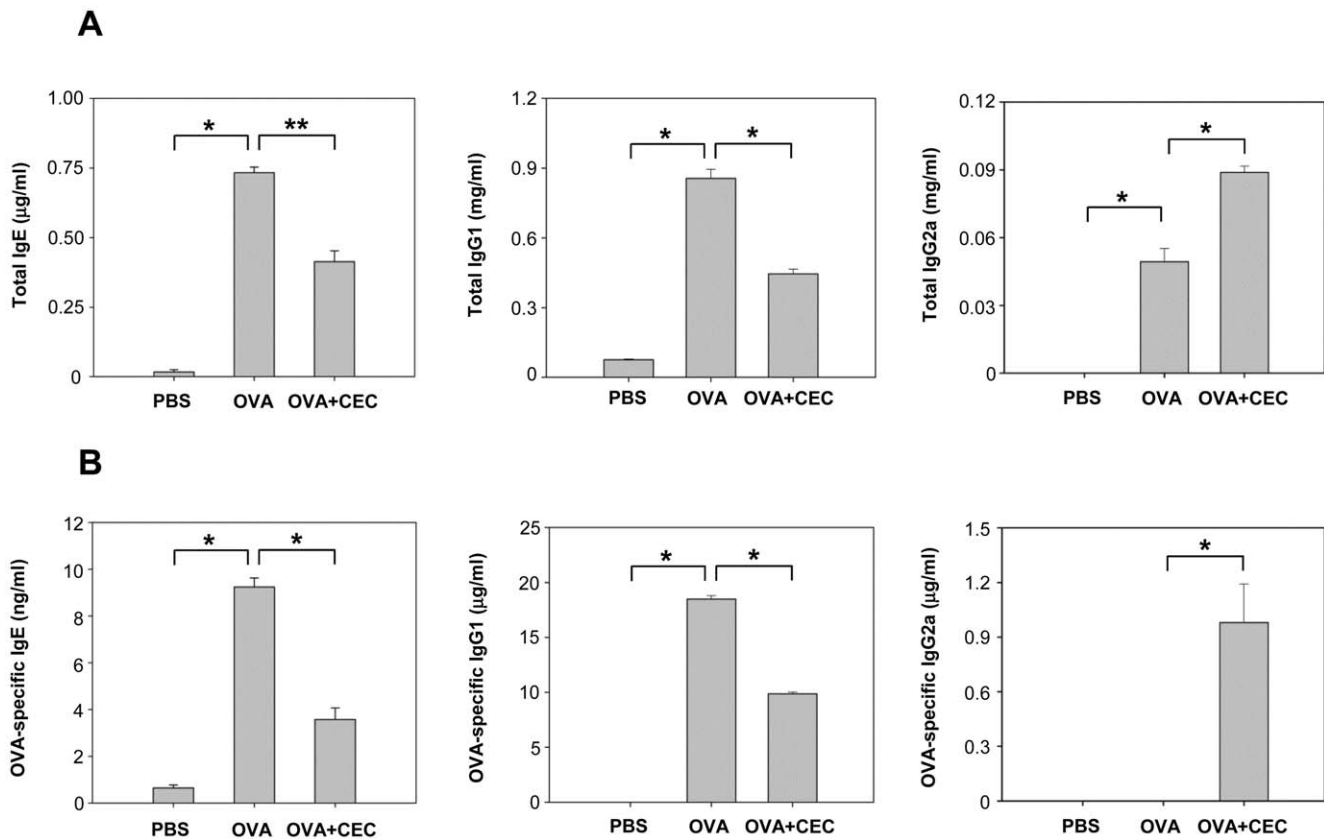 A
Total IgE (μg/ml)
1.00
0.75
0.50
0.25
0
* **
PBS OVA OVA+CEC
Total IgG1 (mg/ml)
1.2
0.9
0.6
0.3
0
* *
PBS OVA OVA+CEC
Total IgG2a (mg/ml)
0.12
0.09
0.06
0.03
0
*
*
PBS OVA OVA+CEC
B
OVA-specific IgE (ng/ml)
12
10
8
6
4
2
0
* *
PBS OVA OVA+CEC
OVA-specific IgG1 (μg/ml)
25
20
15
10
5
0
* *
PBS OVA OVA+CEC
OVA-specific IgG2a (μg/ml)
1.5
1.2
0.9
0.6
0.3
0
*
PBS OVA OVA+CEC